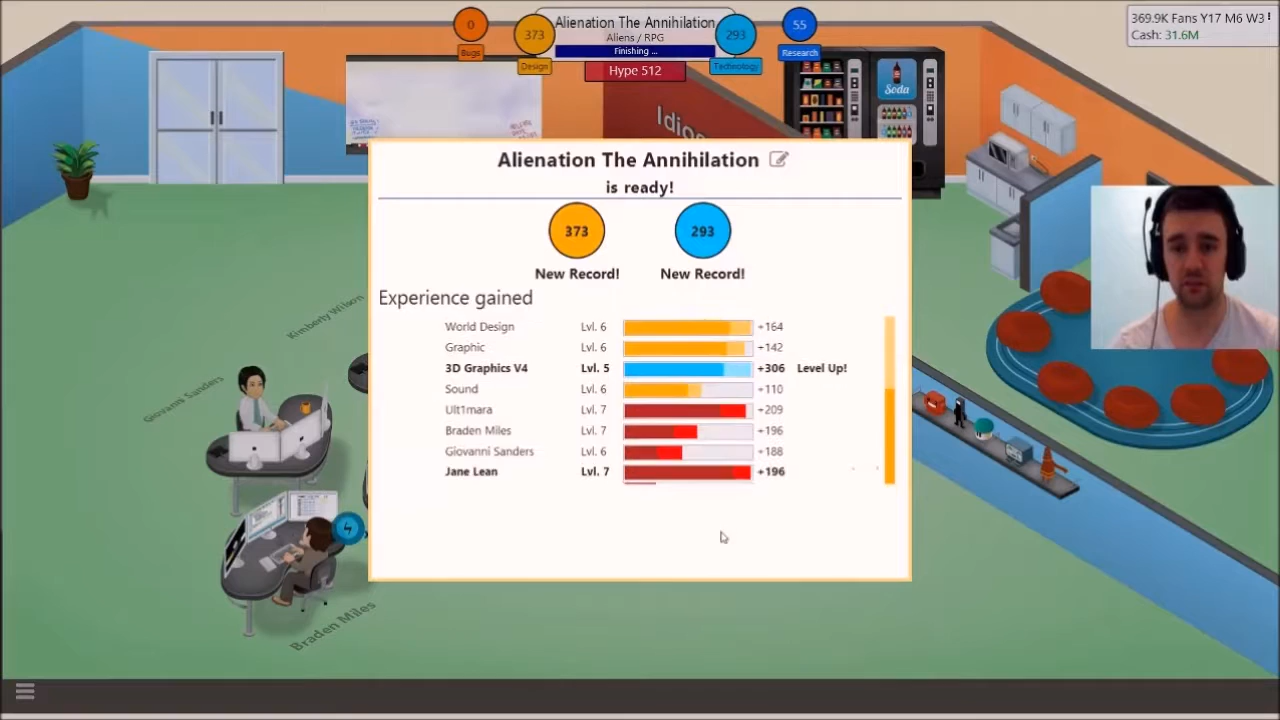 0
Bugs
373
Design
Alienation The Annihilation
Aliens / RPG
Finishing ...
Hype 512
293
Technology
55
Research
369.9K Fans Y17 M6 W3
Cash: 31.6M
Soda
Idio
Alienation The Annihilation
is ready!
373
293
New Record!
New Record!
Experience gained
World Design Lvl. 6 +164
Graphic Lvl. 6 +142
3D Graphics V4 Lvl. 5 +306 Level Up!
Sound Lvl. 6 +110
Ult1mara Lvl. 7 +209
Braden Miles Lvl. 7 +196
Giovanni Sanders Lvl. 6 +188
Jane Lean Lvl. 7 +196
Kimberly Wilson
Giovanni Sanders
Braden Miles